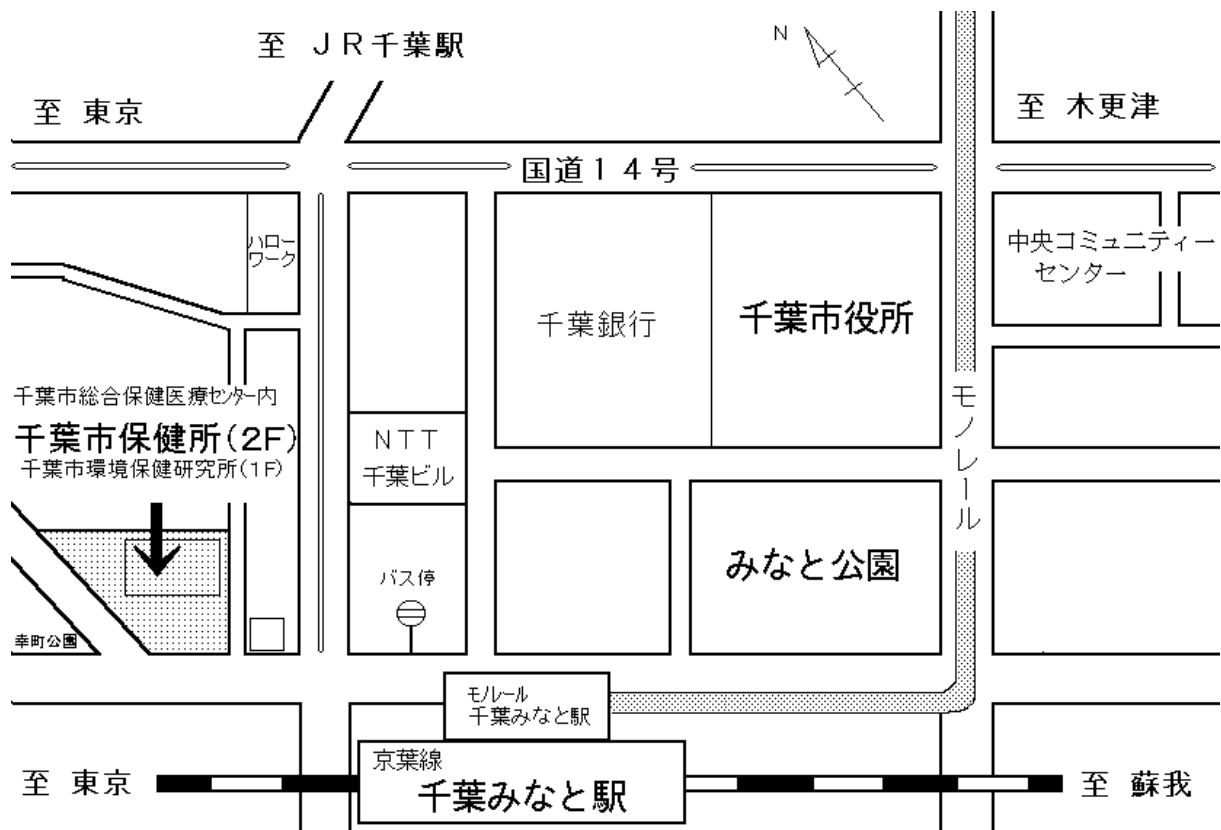 至 JR千葉駅
N
至 東京
至 木更津
国道14号
ハロー
ワーク
中央コミュニティー
センター
千葉銀行
千葉市役所
千葉市総合保健医療センター内
千葉市保健所(2F)
千葉市環境保健研究所(1F)
NTT
千葉ビル
モノレール
みなと公園
バス停
幸町公園
モノレール
千葉みなと駅
京葉線
千葉みなと駅
至 東京
至 蘇我